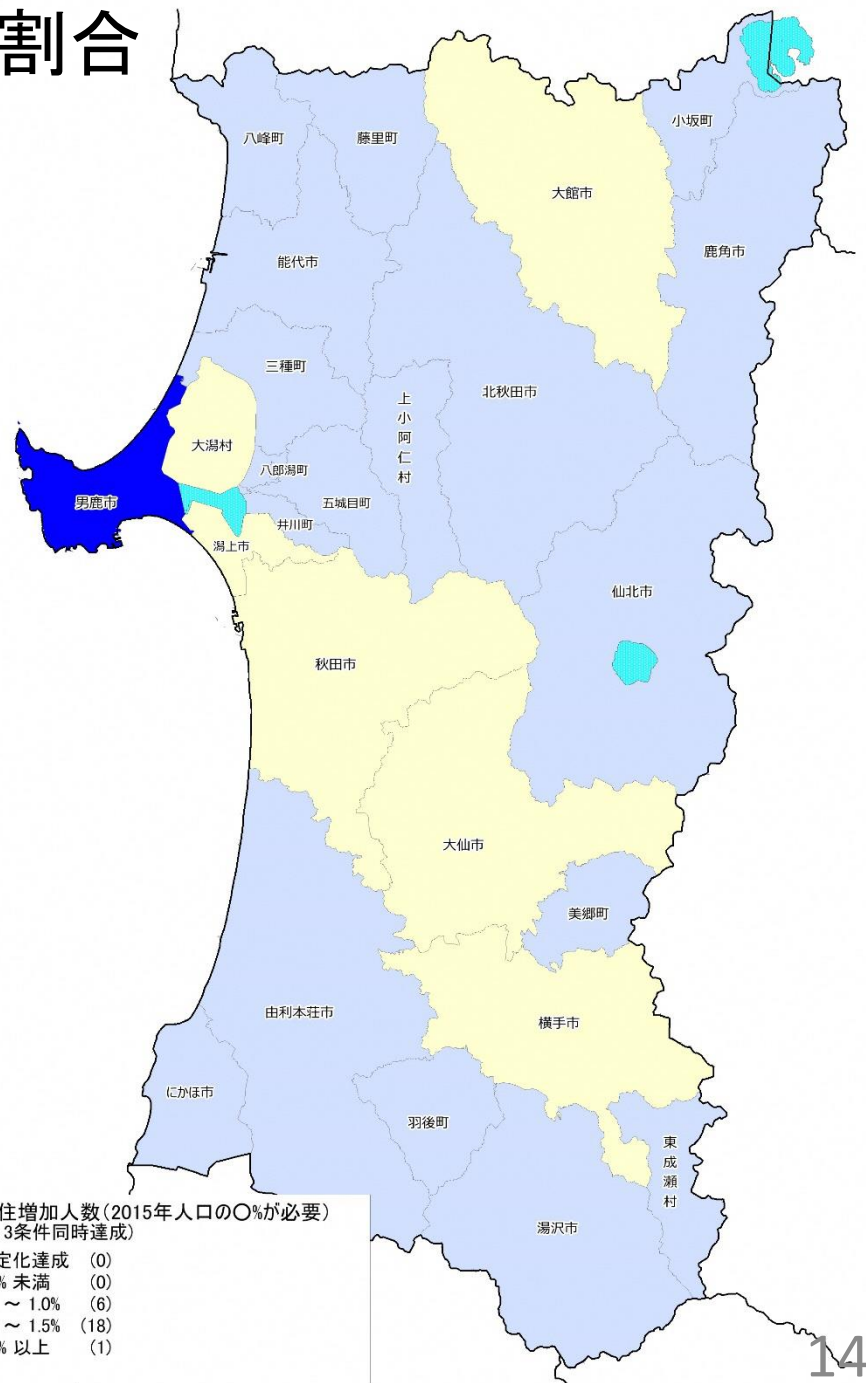 割合
八峰町
藤里町
小坂町
大館市
鹿角市
能代市
三種町
北秋田市
上小阿仁村
大潟村
八郎潟町
男鹿市
五城目町
井川町
潟上市
仙北市
秋田市
大仙市
美郷町
由利本荘市
横手市
にかほ市
羽後町
東成瀬村
湯沢市
住増加人数(2015年人口の〇%が必要)
3条件同時達成)
定化達成 (0)
% 未満 (0)
~ 1.0% (6)
~ 1.5% (18)
% 以上 (1)
14